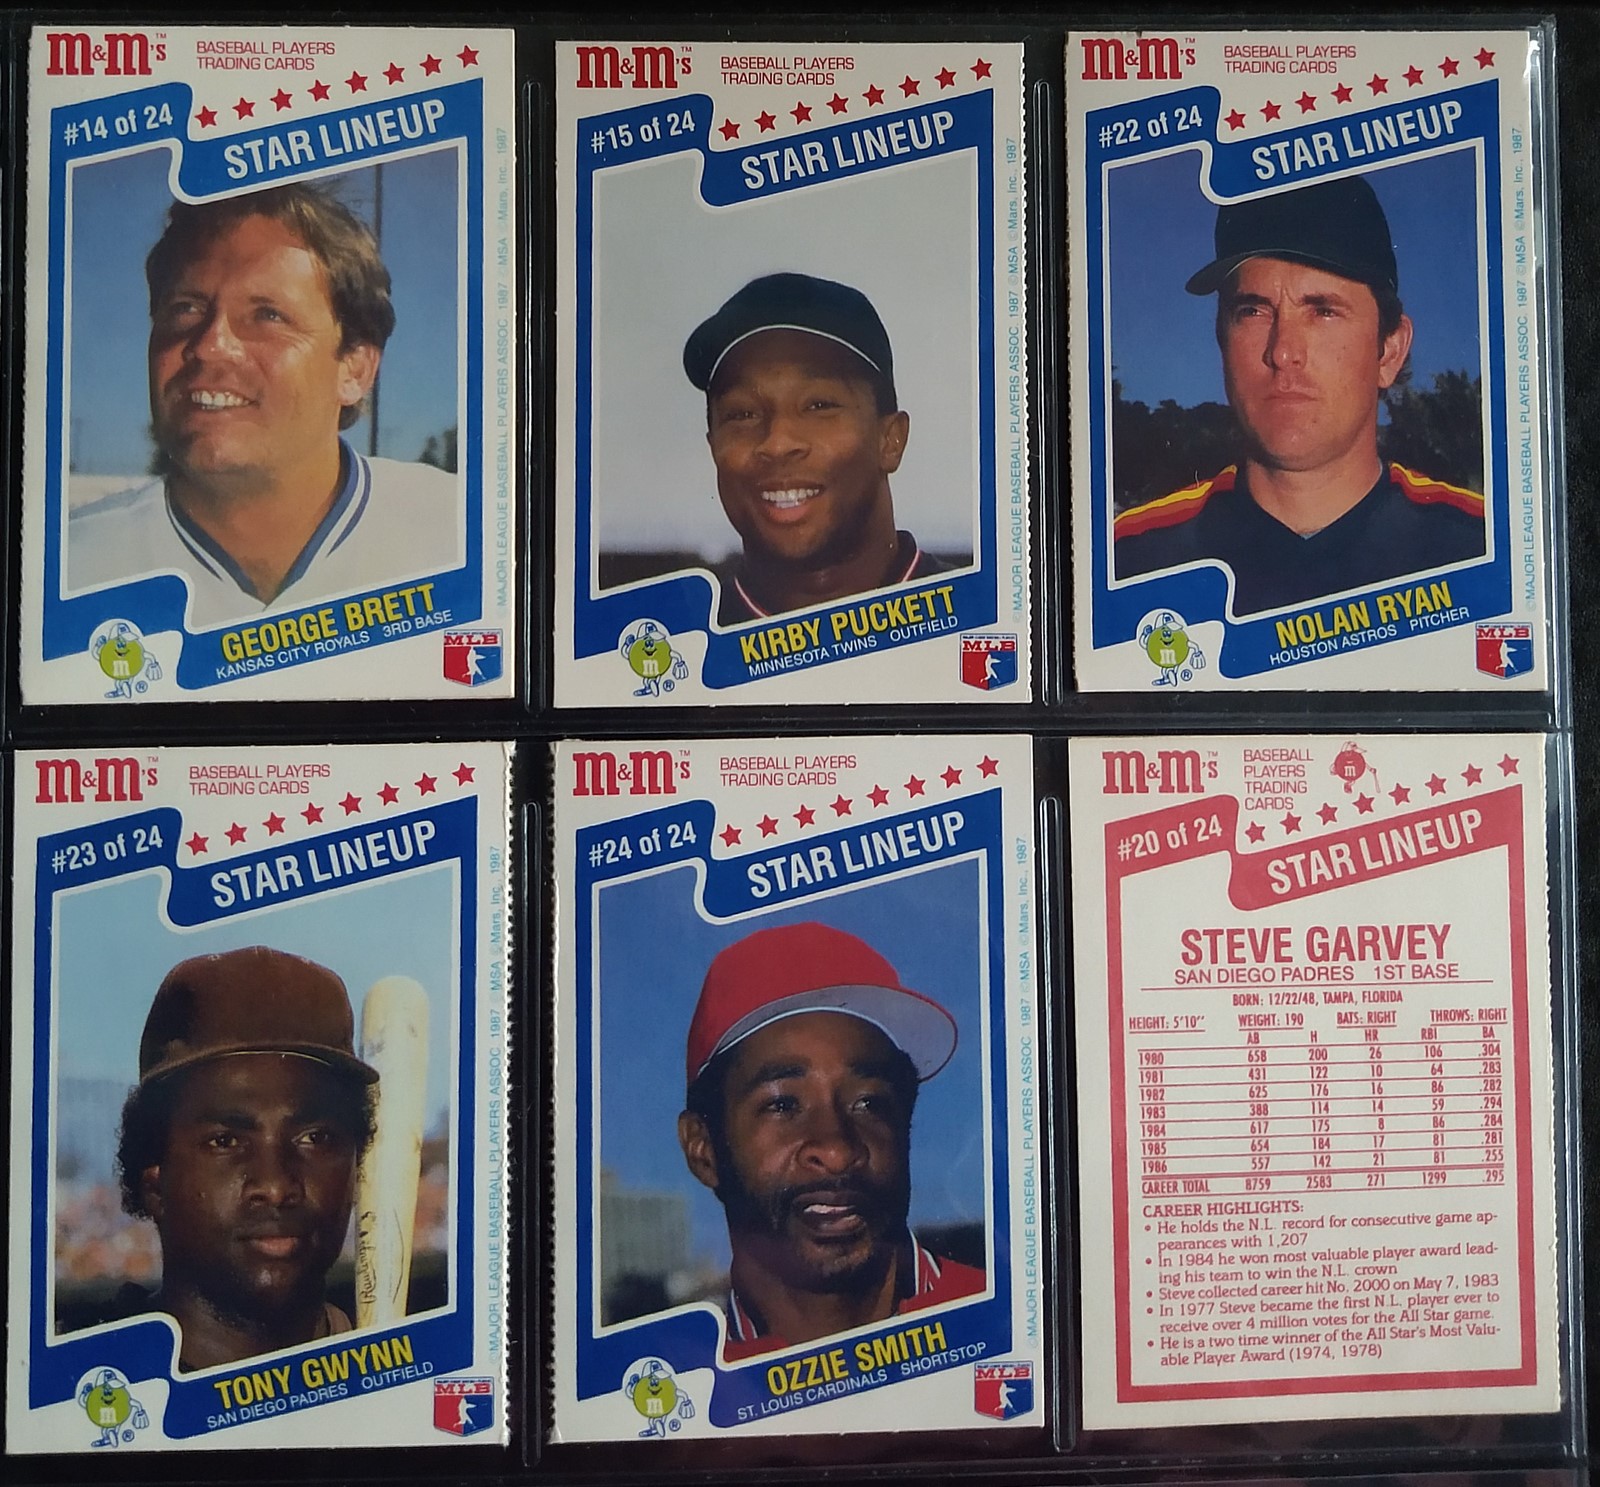 m&m's™
BASEBALL PLAYERS
TRADING CARDS
#14 of 24
STAR LINEUP
©MAJOR LEAGUE BASEBALL PLAYERS ASSOC. 1987 ©MSA ©Mars, Inc., 1987
m
GEORGE BRETT
KANSAS CITY ROYALS 3RD BASE
®
MLB
m&m's™
BASEBALL PLAYERS
TRADING CARDS
#15 of 24
STAR LINEUP
©MAJOR LEAGUE BASEBALL PLAYERS ASSOC. 1987 ©MSA ©Mars, Inc., 1987
m
KIRBY PUCKETT
MINNESOTA TWINS OUTFIELD
®
MLB
m&m's™
BASEBALL PLAYERS
TRADING CARDS
#22 of 24
STAR LINEUP
©MAJOR LEAGUE BASEBALL PLAYERS ASSOC. 1987 ©MSA ©Mars, Inc., 1987
m
NOLAN RYAN
HOUSTON ASTROS PITCHER
®
MLB
m&m's™
BASEBALL PLAYERS
TRADING CARDS
#23 of 24
STAR LINEUP
©MAJOR LEAGUE BASEBALL PLAYERS ASSOC. 1987 ©MSA ©Mars, Inc., 1987
Rawlings
m
TONY GWYNN
SAN DIEGO PADRES OUTFIELD
®
MLB
m&m's™
BASEBALL PLAYERS
TRADING CARDS
#24 of 24
STAR LINEUP
©MAJOR LEAGUE BASEBALL PLAYERS ASSOC. 1987 ©MSA ©Mars, Inc., 1987
m
OZZIE SMITH
ST. LOUIS CARDINALS SHORTSTOP
®
MLB
m&m's™
BASEBALL
PLAYERS
TRADING
CARDS
m
#20 of 24
STAR LINEUP
STEVE GARVEY
SAN DIEGO PADRES 1ST BASE
BORN: 12/22/48, TAMPA, FLORIDA
HEIGHT: 5'10" WEIGHT: 190 BATS: RIGHT THROWS: RIGHT
AB H HR RBI BA
1980 658 200 26 106 .304
1981 431 122 10 64 .283
1982 625 176 16 86 .282
1983 388 114 14 59 .294
1984 617 175 8 86 .284
1985 654 184 17 81 .281
1986 557 142 21 81 .255
CAREER TOTAL 8759 2583 271 1299 .295
CAREER HIGHLIGHTS:
• He holds the N.L. record for consecutive game ap-
pearances with 1,207
• In 1984 he won most valuable player award lead-
ing his team to win the N.L. crown
• Steve collected career hit No. 2000 on May 7, 1983
• In 1977 Steve became the first N.L. player ever to
receive over 4 million votes for the All Star game.
• He is a two time winner of the All Star's Most Valu-
able Player Award (1974, 1978)